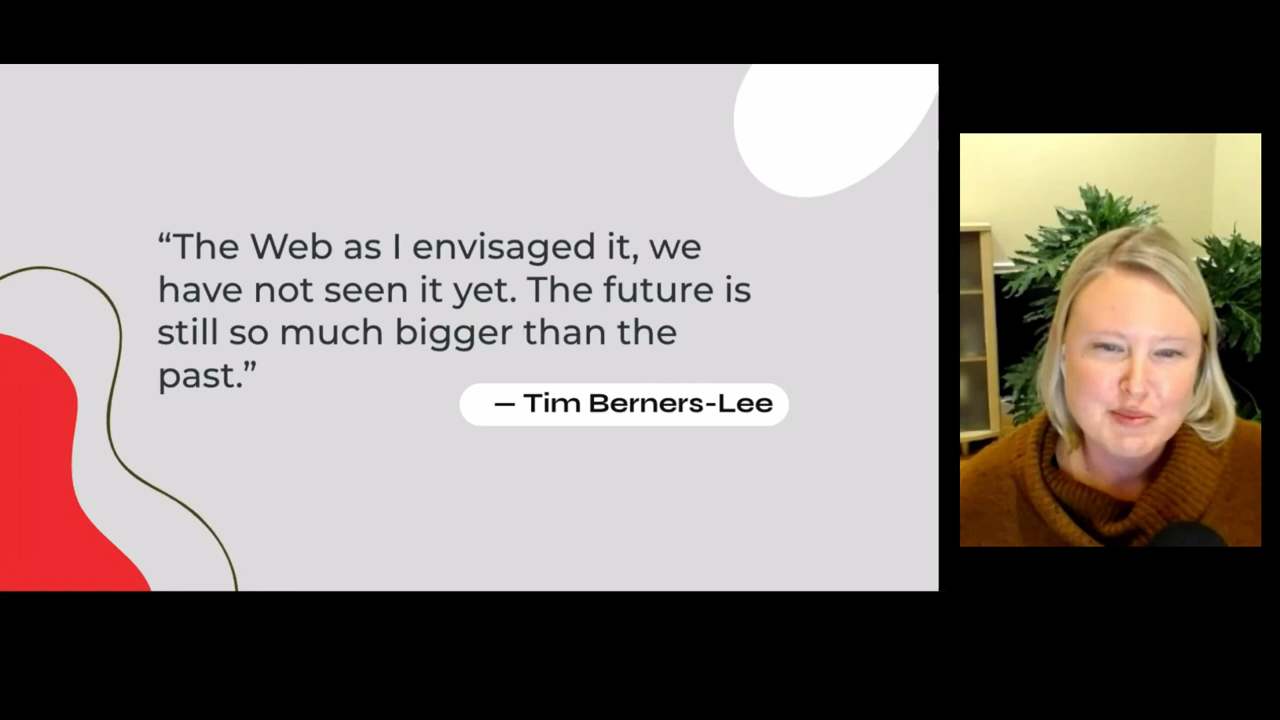 “The Web as I envisaged it, we
have not seen it yet. The future is
still so much bigger than the
past.”
— Tim Berners-Lee